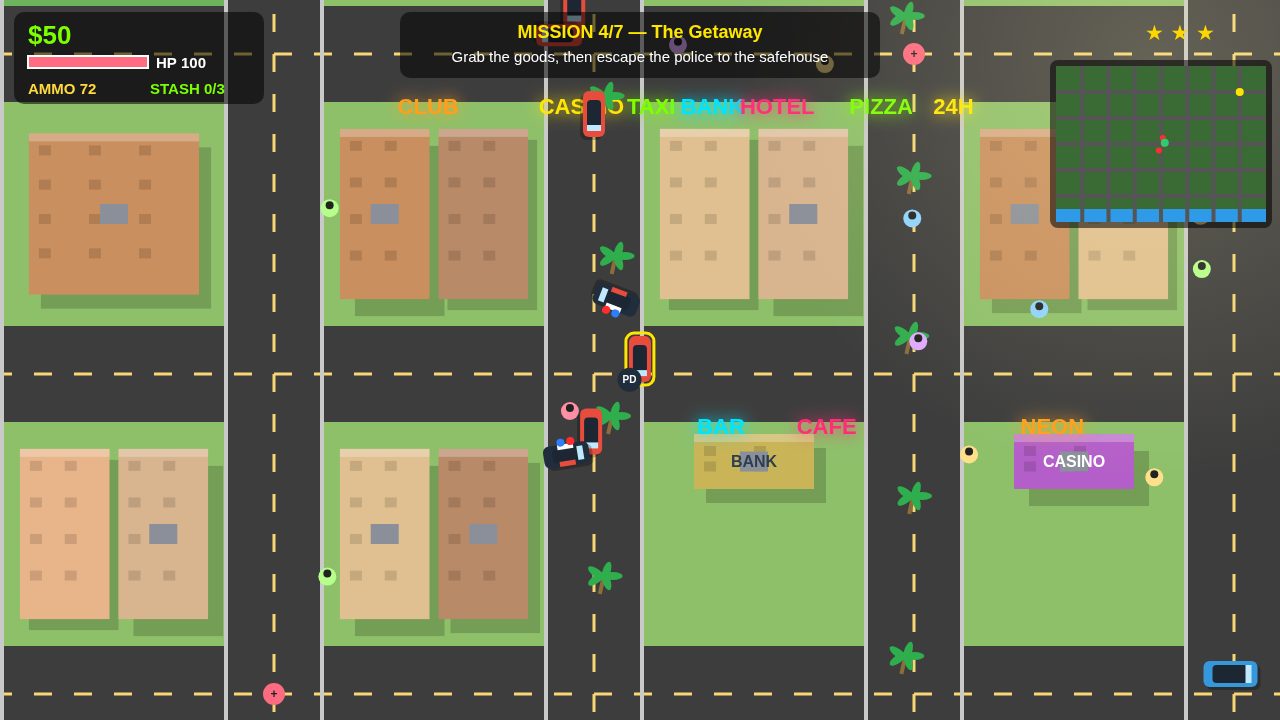 $50
HP 100
AMMO 72 STASH 0/3
MISSION 4/7 — The Getaway
Grab the goods, then escape the police to the safehouse
CLUB
TAXI
BANK
HOTEL
PIZZA
24H
PD
BAR
CAFE
NEON
BANK
CASINO